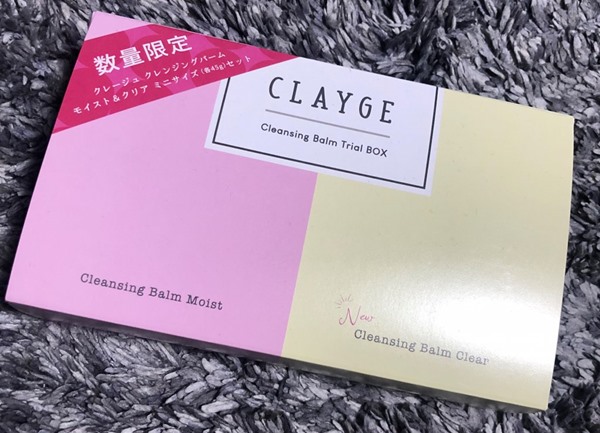 数量限定
クレージュ クレンジングバーム
モイスト&クリア ミニサイズ(各45g)セット
CLAYGE
Cleansing Balm Trial BOX
Cleansing Balm Moist
New
Cleansing Balm Clear